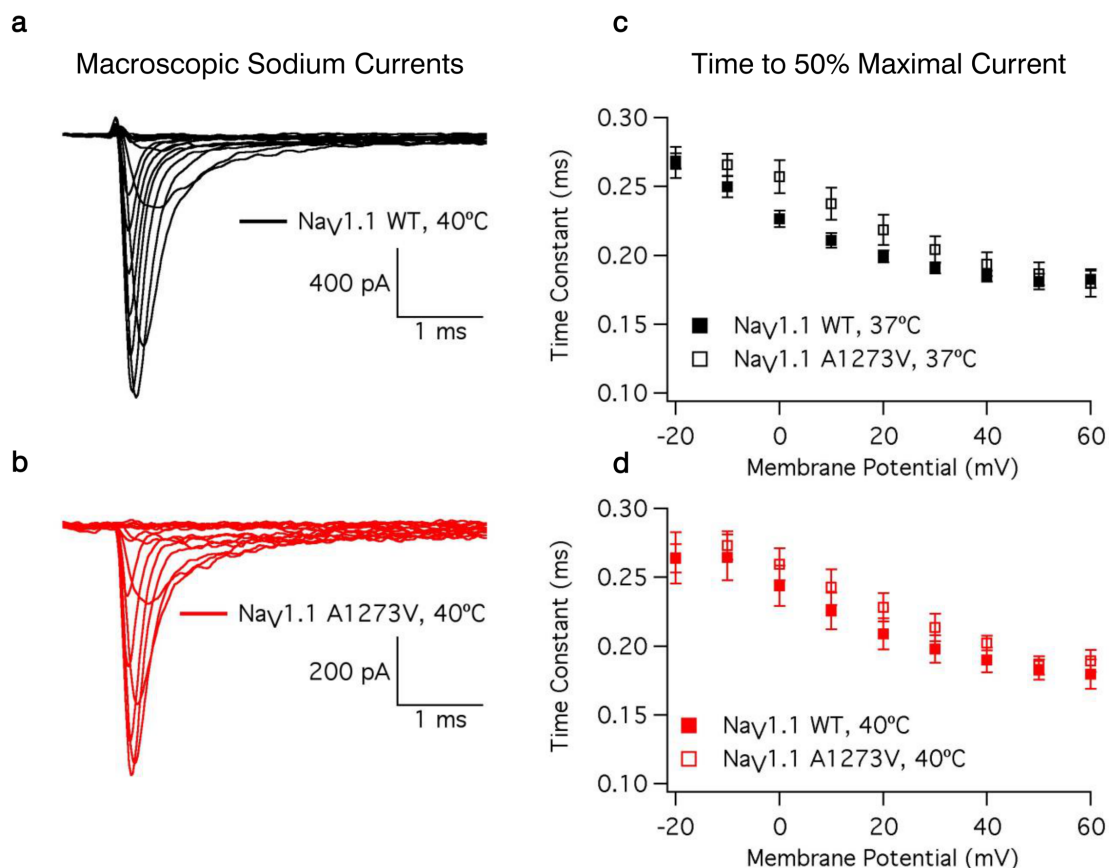 a
Macroscopic Sodium Currents
NaV1.1 WT, 40ºC
400 pA
1 ms
b
NaV1.1 A1273V, 40ºC
200 pA
1 ms
c
Time to 50% Maximal Current
Time Constant (ms)
0.30
0.25
0.20
0.15
0.10
NaV1.1 WT, 37ºC
NaV1.1 A1273V, 37ºC
-20
0
20
40
60
Membrane Potential (mV)
d
Time Constant (ms)
0.30
0.25
0.20
0.15
0.10
NaV1.1 WT, 40ºC
NaV1.1 A1273V, 40ºC
-20
0
20
40
60
Membrane Potential (mV)